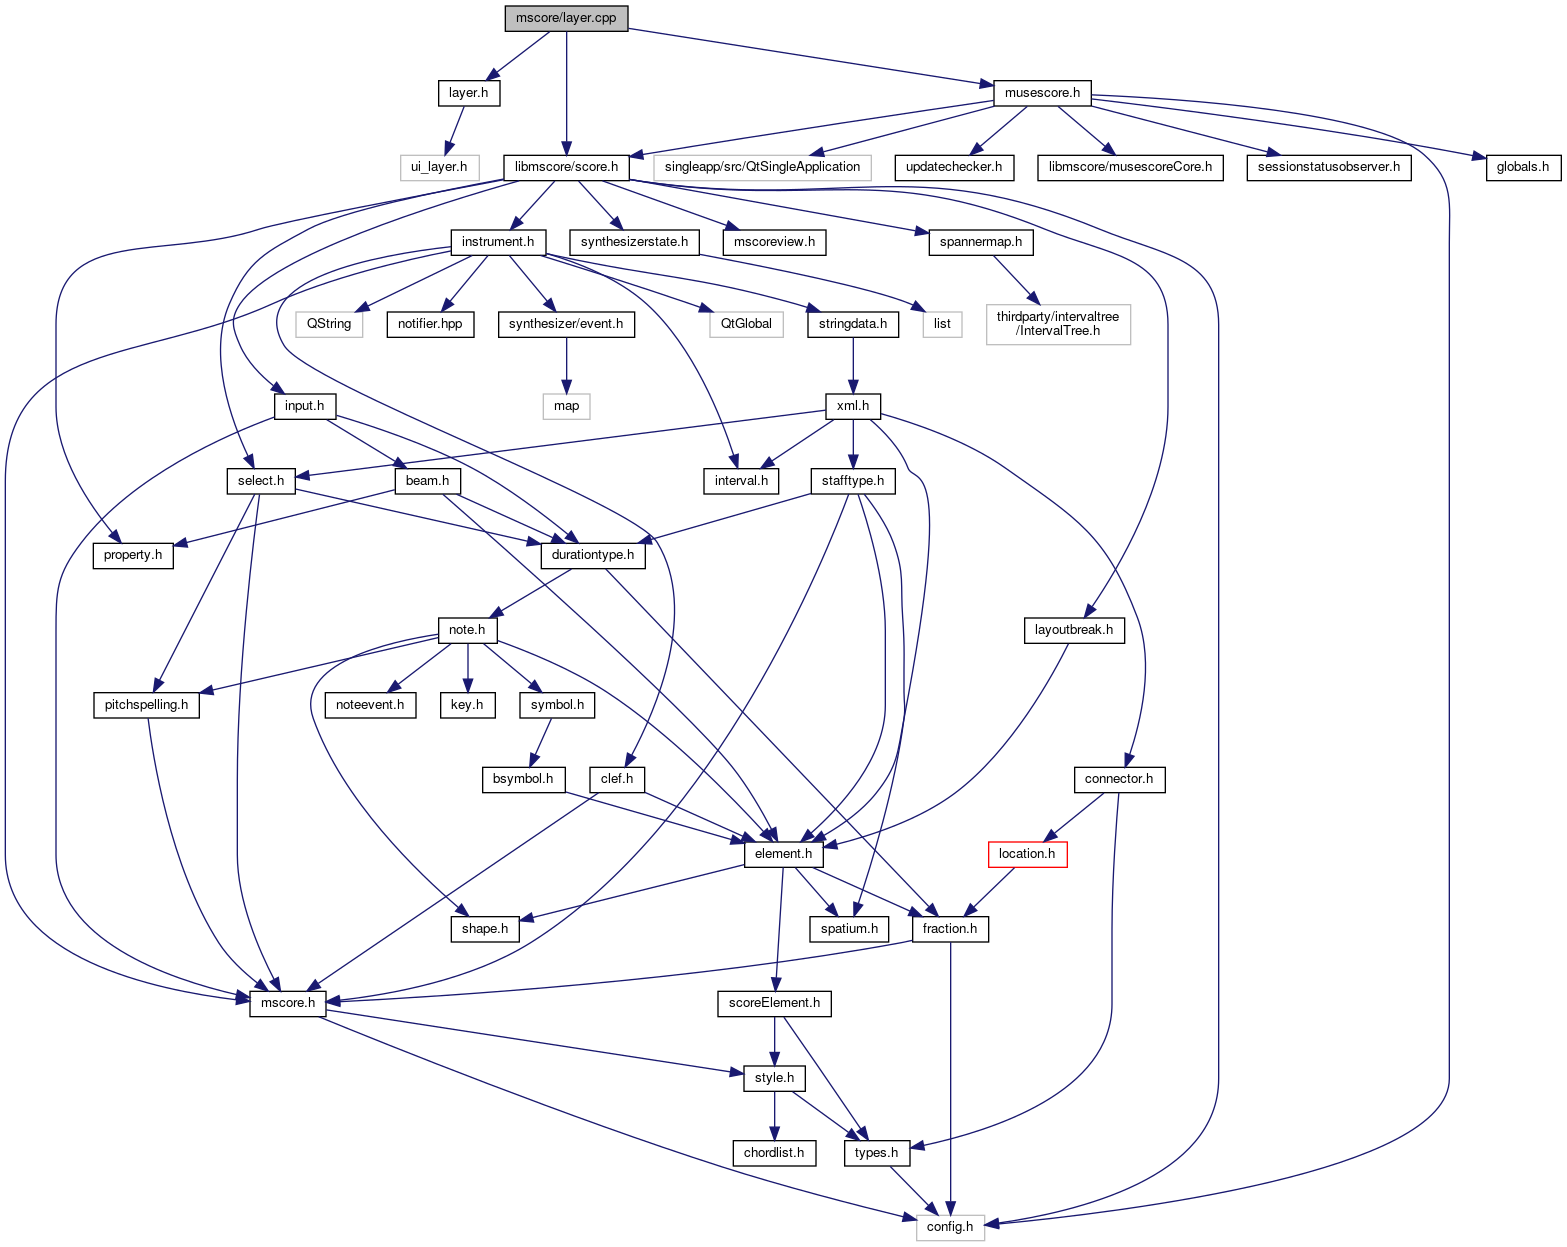 mscore/layer.cpp
layer.h
musescore.h
ui_layer.h
libmscore/score.h
singleapp/src/QtSingleApplication
updatechecker.h
libmscore/musescoreCore.h
sessionstatusobserver.h
globals.h
instrument.h
synthesizerstate.h
mscoreview.h
spannermap.h
QString
notifier.hpp
synthesizer/event.h
QtGlobal
stringdata.h
list
thirdparty/intervaltree
/IntervalTree.h
input.h
map
xml.h
select.h
beam.h
interval.h
stafftype.h
property.h
durationtype.h
note.h
layoutbreak.h
pitchspelling.h
noteevent.h
key.h
symbol.h
bsymbol.h
clef.h
connector.h
element.h
location.h
shape.h
spatium.h
fraction.h
mscore.h
scoreElement.h
style.h
chordlist.h
types.h
config.h